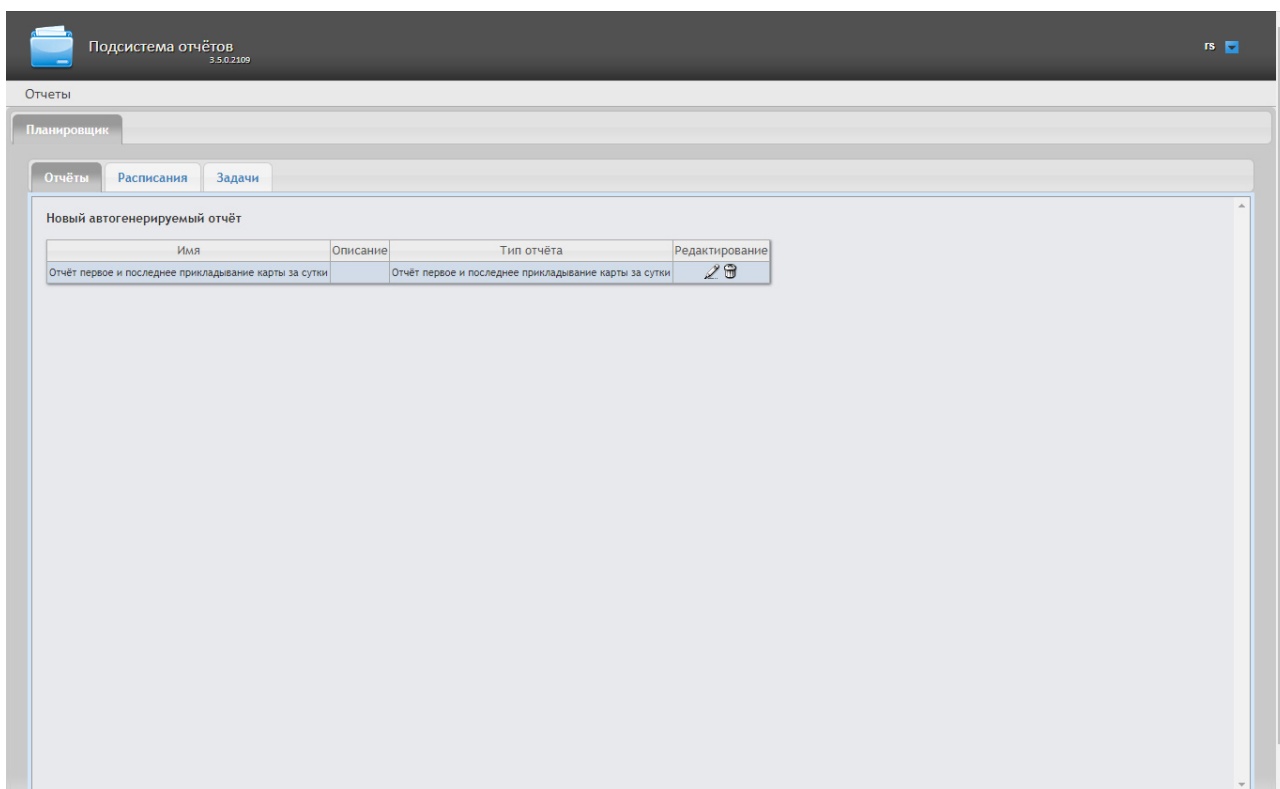 Подсистема отчётов
3.5.0.2109
rs
Отчеты
Планировщик
Отчёты Расписания Задачи
Новый автогенерируемый отчёт
Имя Описание Тип отчёта Редактирование
Отчёт первое и последнее прикладывание карты за сутки Отчёт первое и последнее прикладывание карты за сутки